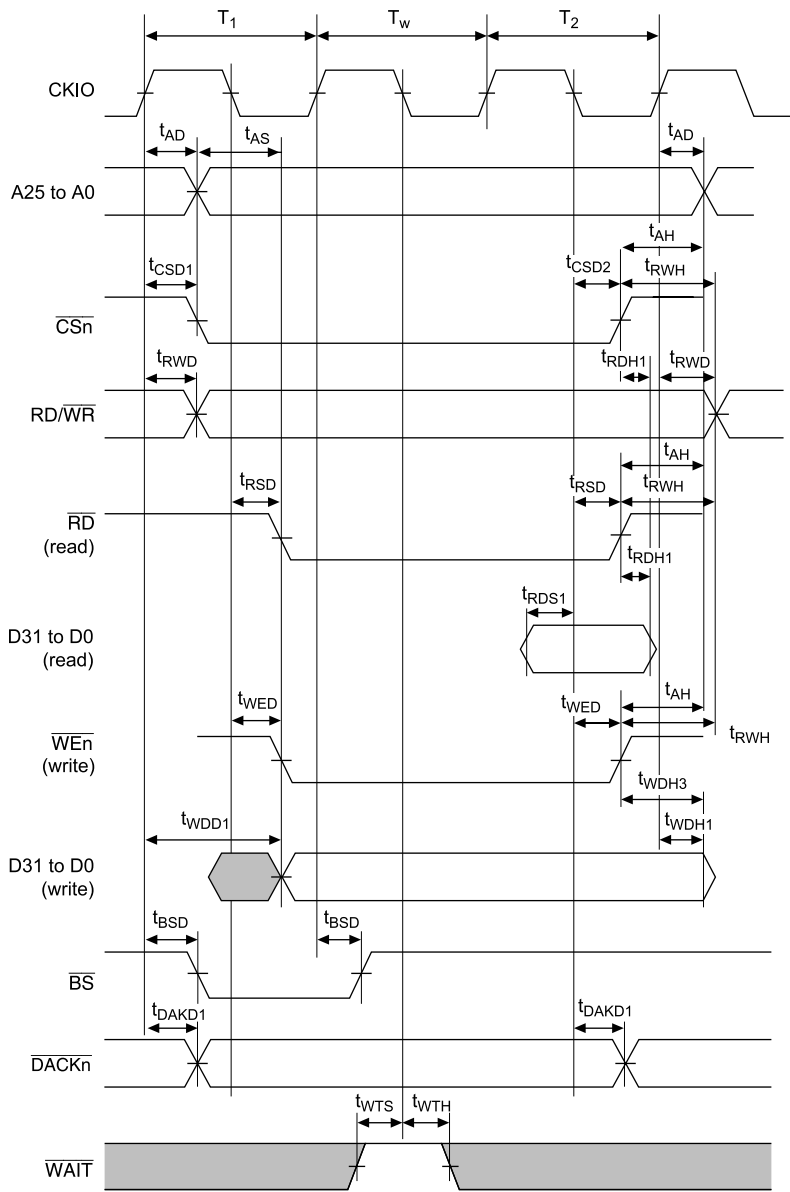 T1 Tw T2
CKIO
tAD tAS tAD
A25 to A0
tAH
tCSD1 tCSD2 tRWH
CSn
tRWD tRDH1 tRWD
RD/WR
tAH
tRSD tRSD tRWH
RD
(read)
tRDH1
tRDS1
D31 to D0
(read)
tAH
tWED tWED
tRWH
WEn
(write)
tWDH3
tWDD1 tWDH1
D31 to D0
(write)
tBSD tBSD
BS
tDAKD1 tDAKD1
DACKn
tWTS tWTH
WAIT